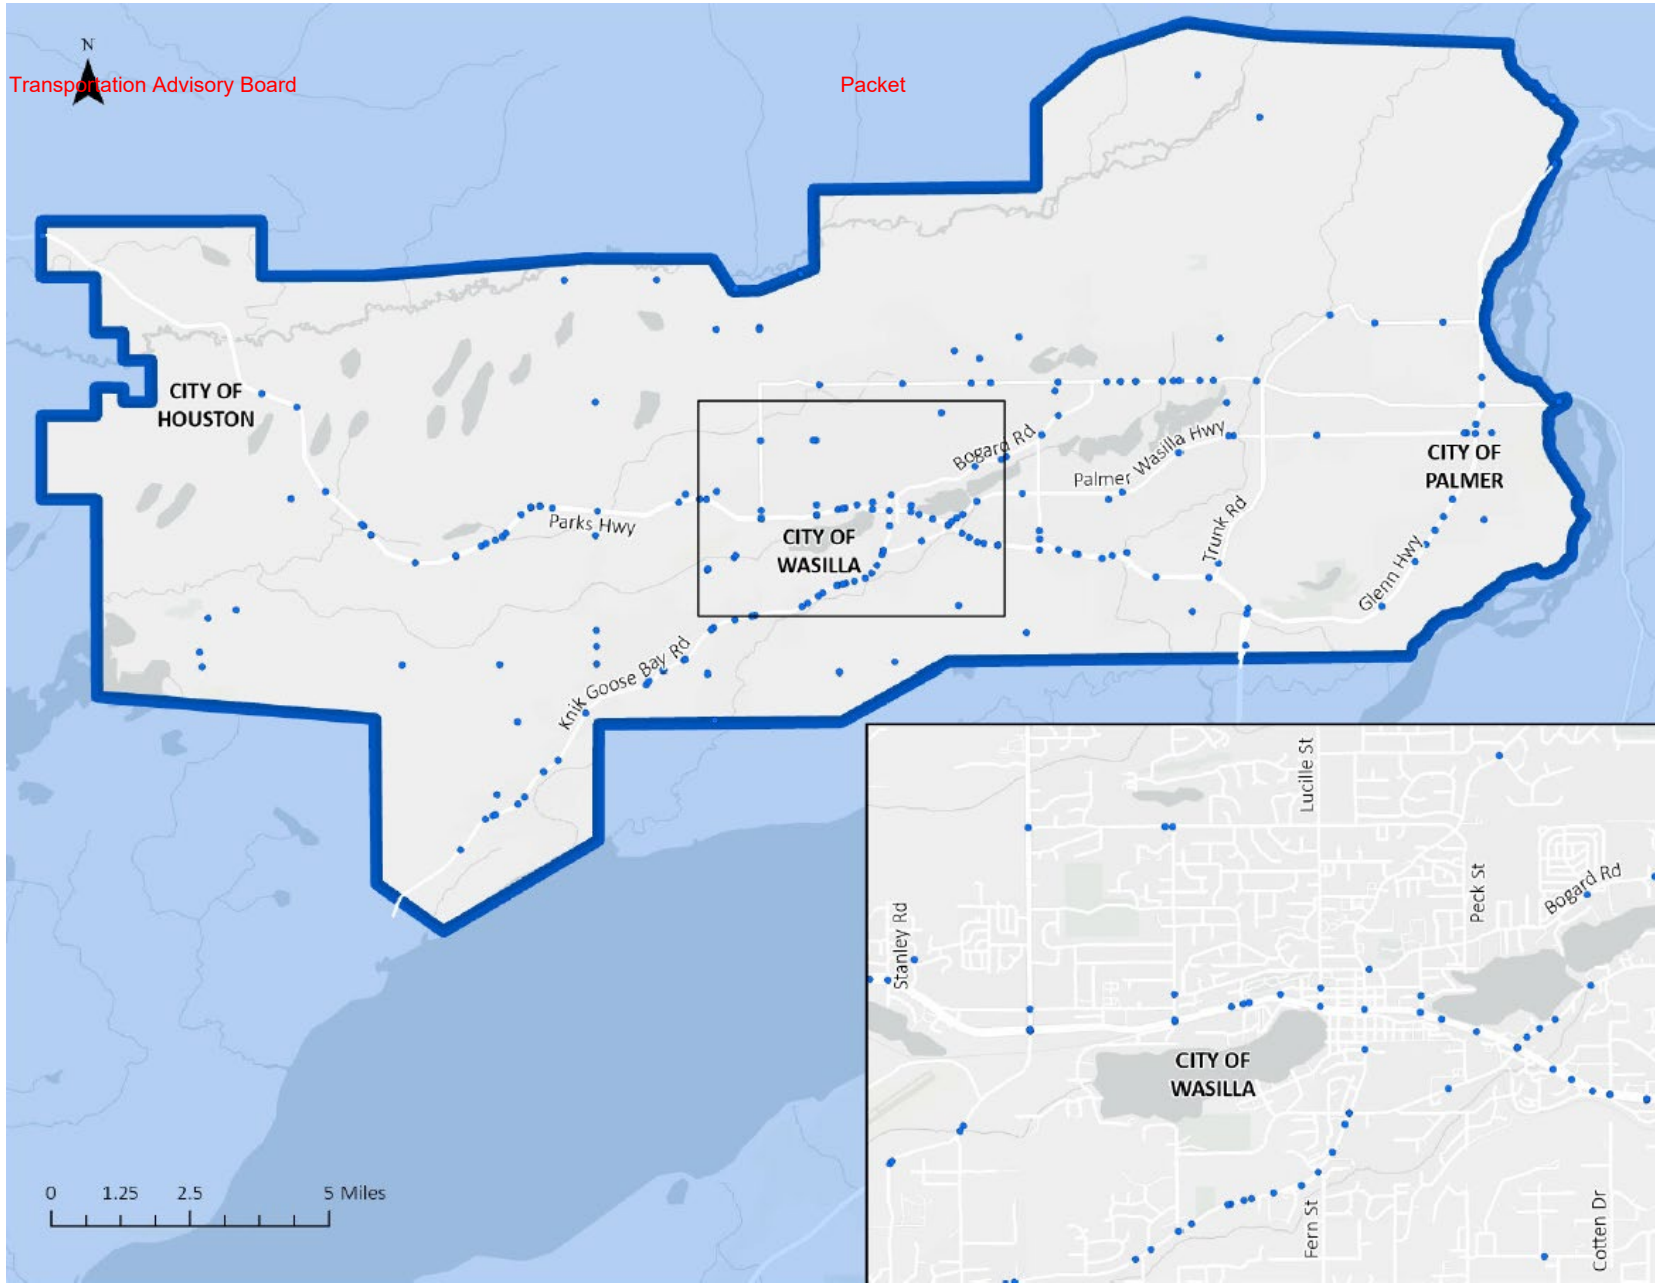 N
Transportation Advisory Board
Packet
CITY OF
HOUSTON
Bogard Rd
Palmer Wasilla Hwy
CITY OF
PALMER
Parks Hwy
CITY OF
WASILLA
Trunk Rd
Glenn Hwy
Knik Goose Bay Rd
Lucille St
Peck St
Bogard Rd
Stanley Rd
CITY OF
WASILLA
Fern St
Cotten Dr
0 1.25 2.5 5 Miles